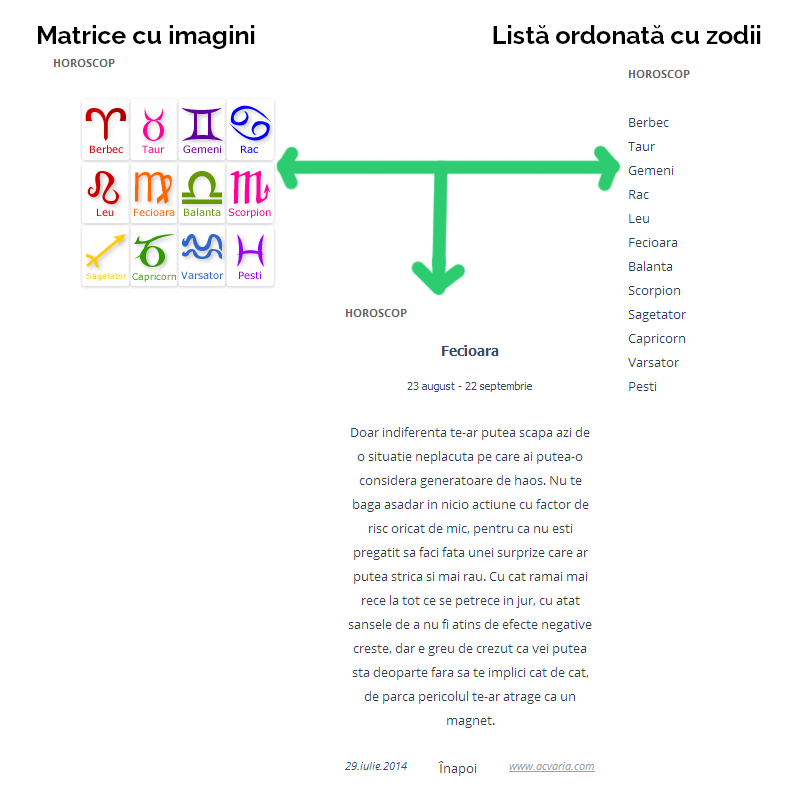 Matrice cu imagini
HOROSCOP
Berbec Taur Gemeni Rac
Leu Fecioara Balanta Scorpion
Sagetator Capricorn Varsator Pesti
Listă ordonată cu zodii
HOROSCOP
Berbec
Taur
Gemeni
Rac
Leu
Fecioara
Balanta
Scorpion
Sagetator
Capricorn
Varsator
Pesti
HOROSCOP
Fecioara
23 august - 22 septembrie
Doar indiferenta te-ar putea scapa azi de
o situatie neplacuta pe care ai putea-o
considera generatoare de haos. Nu te
baga asadar in nicio actiune cu factor de
risc oricat de mic, pentru ca nu esti
pregatit sa faci fata unei surprize care ar
putea strica si mai rau. Cu cat ramai mai
rece la tot ce se petrece in jur, cu atat
sansele de a nu fi atins de efecte negative
creste, dar e greu de crezut ca vei putea
sta deoparte fara sa te implici cat de cat,
de parca pericolul te-ar atrage ca un
magnet.
29.iulie.2014 Înapoi www.acvaria.com